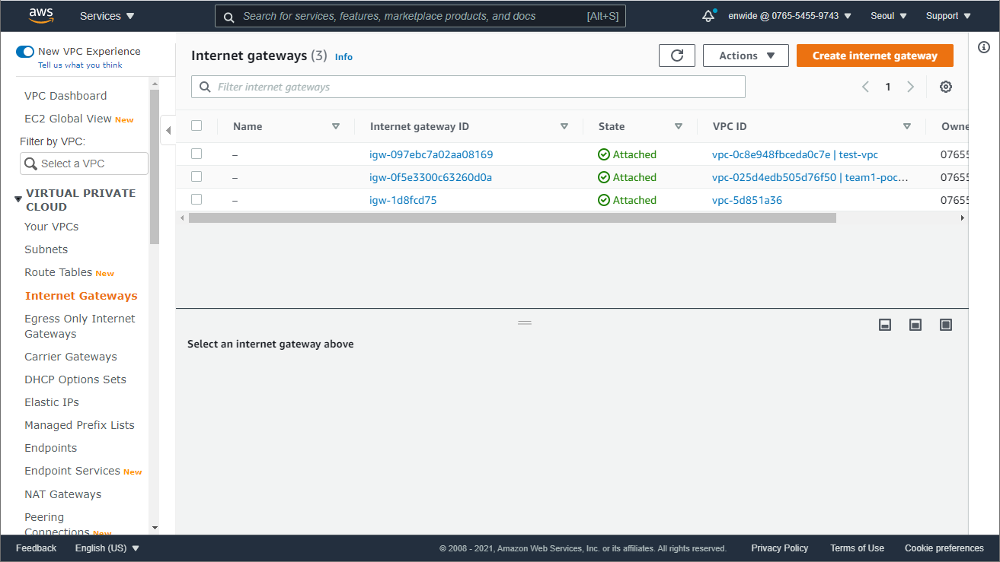 aws
Services
Search for services, features, marketplace products, and docs [Alt+S]
enwide @ 0765-5455-9743
Seoul
Support
New VPC Experience
Tell us what you think
VPC Dashboard
EC2 Global View New
Filter by VPC:
Select a VPC
VIRTUAL PRIVATE
CLOUD
Your VPCs
Subnets
Route Tables New
Internet Gateways
Egress Only Internet
Gateways
Carrier Gateways
DHCP Options Sets
Elastic IPs
Managed Prefix Lists
Endpoints
Endpoint Services New
NAT Gateways
Peering
Connections New
Internet gateways (3) Info
Actions
Create internet gateway
Filter internet gateways
1
Name Internet gateway ID State VPC ID Owne
– igw-097ebc7a02aa08169 Attached vpc-0c8e948fbceda0c7e | test-vpc 07655
– igw-0f5e3300c63260d0a Attached vpc-025d4edb505d76f50 | team1-poc... 07655
– igw-1d8fcd75 Attached vpc-5d851a36 07655
Select an internet gateway above
Feedback
English (US)
© 2008 - 2021, Amazon Web Services, Inc. or its affiliates. All rights reserved.
Privacy Policy
Terms of Use
Cookie preferences